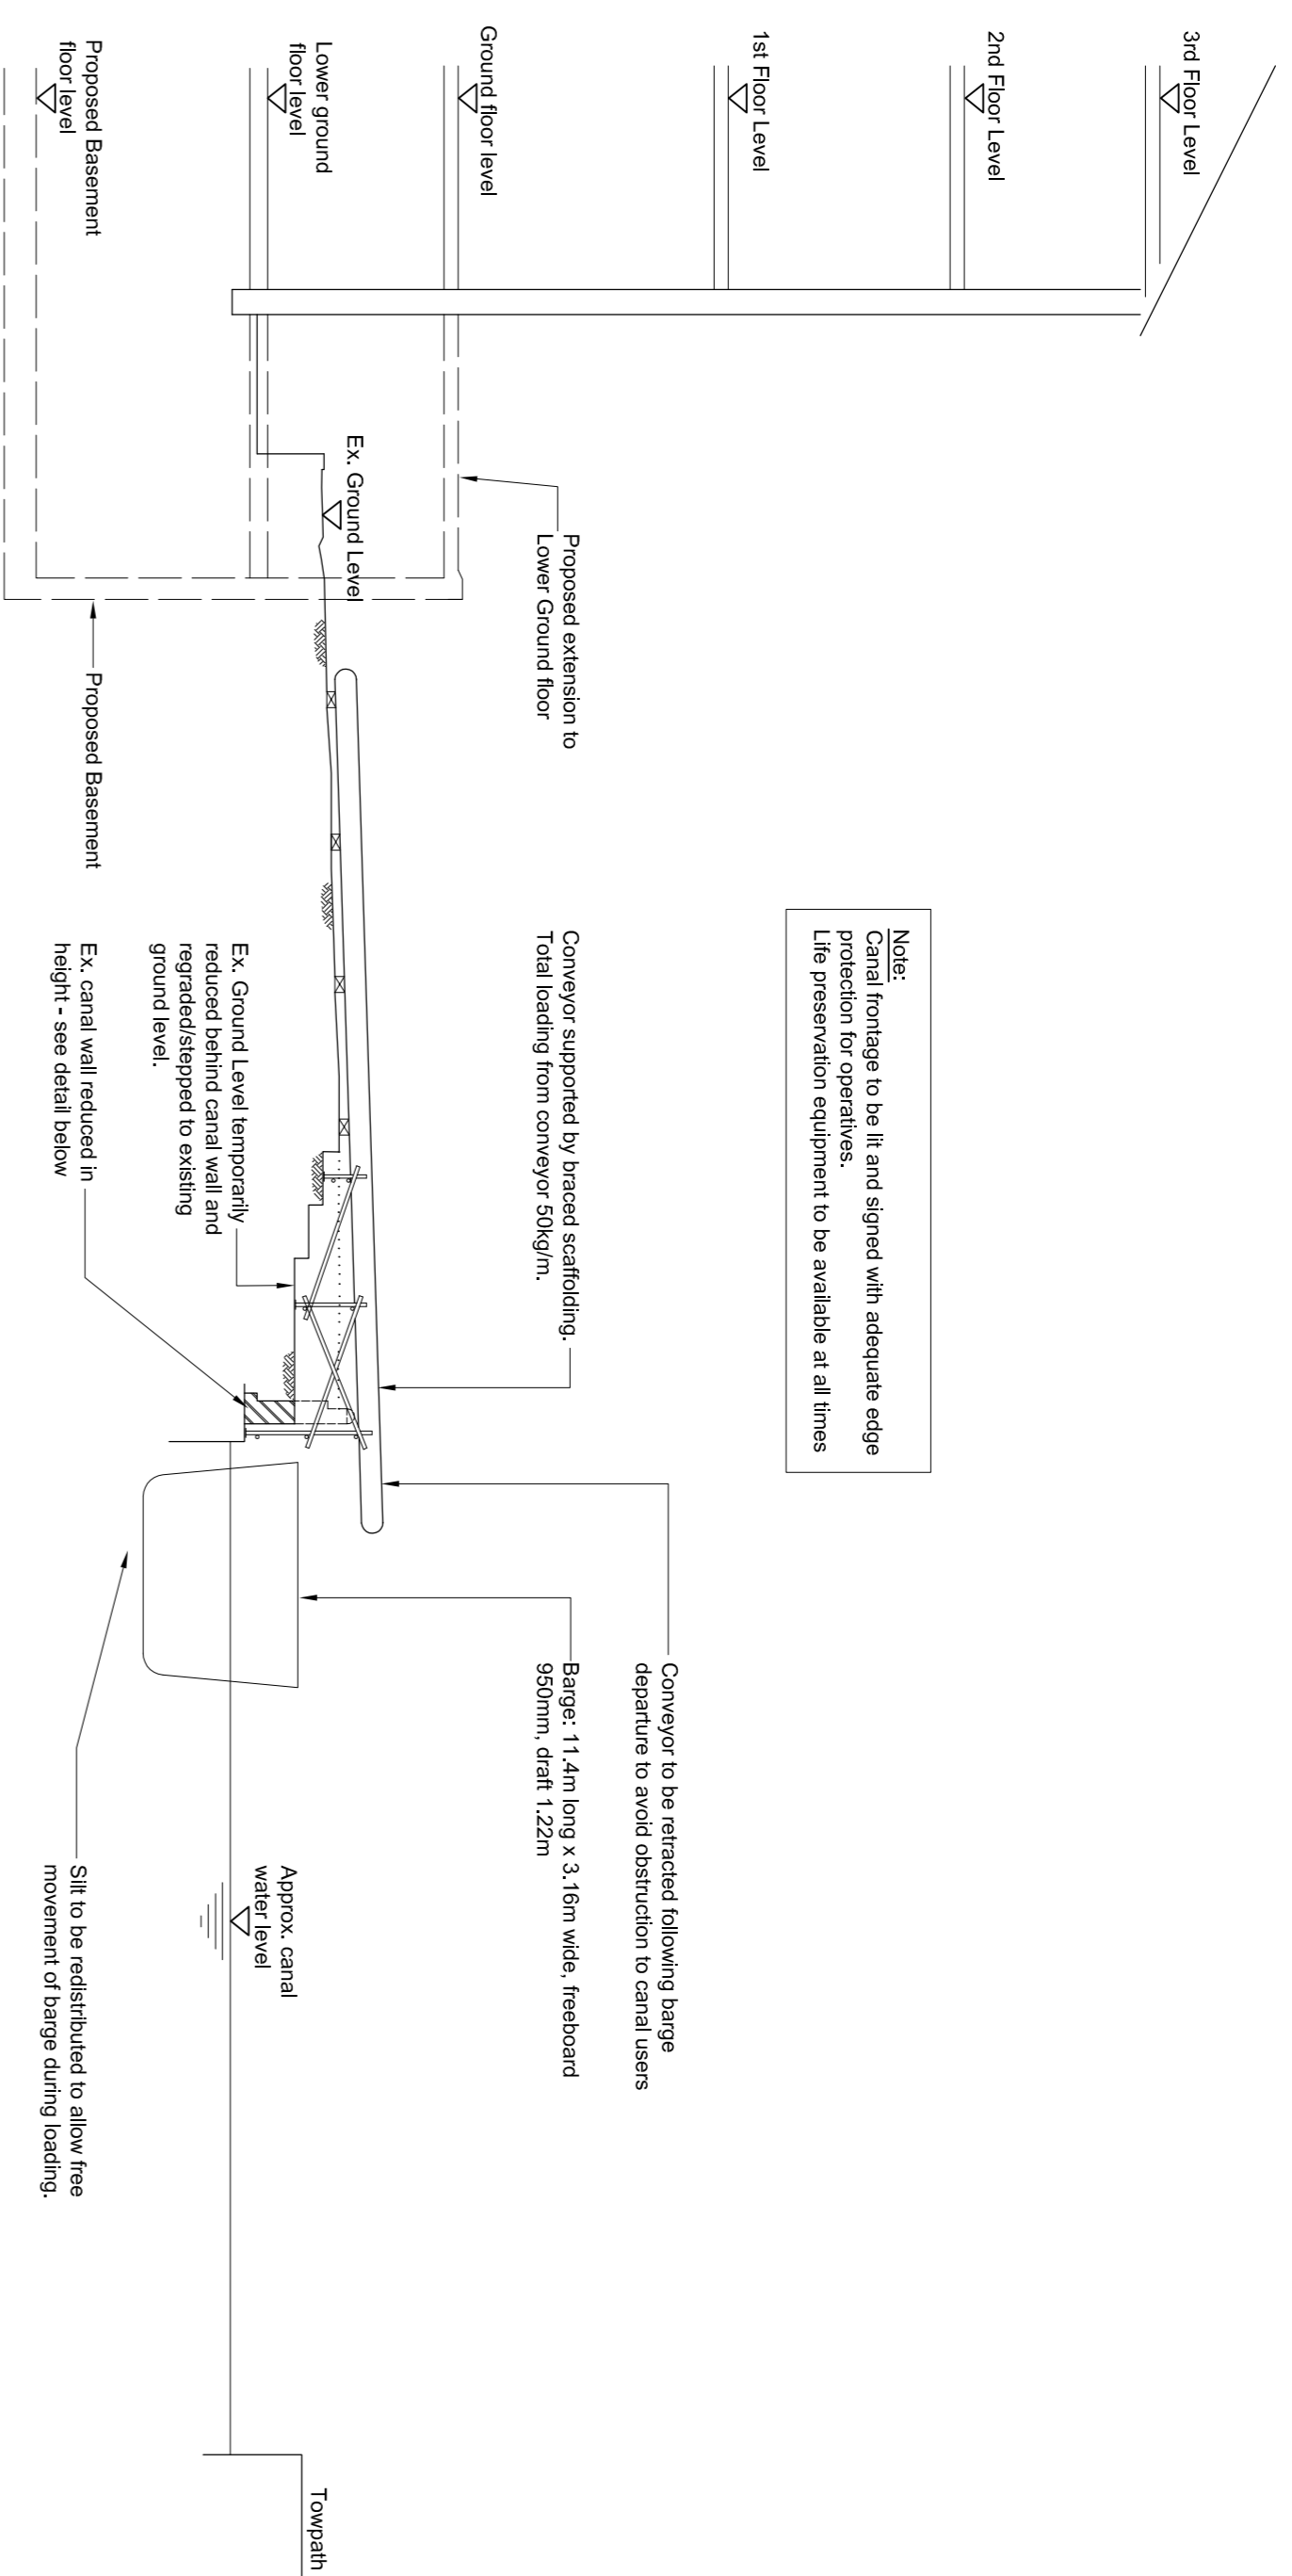 3rd Floor Level
2nd Floor Level
1st Floor Level
Ground floor level
Lower ground
floor level
Proposed Basement
floor level
Ex. Ground Level
Proposed extension to
Lower Ground floor
Proposed Basement
Note:
Canal frontage to be lit and signed with adequate edge
protection for operatives.
Life preservation equipment to be available at all times
Conveyor supported by braced scaffolding.
Total loading from conveyor 50kg/m.
Ex. Ground Level temporarily
reduced behind canal wall and
regraded/stepped to existing
ground level.
Ex. canal wall reduced in
height - see detail below
Conveyor to be retracted following barge
departure to avoid obstruction to canal users
Barge: 11.4m long x 3.16m wide, freeboard
950mm, draft 1.22m
Approx. canal
water level
Silt to be redistributed to allow free
movement of barge during loading.
Towpath